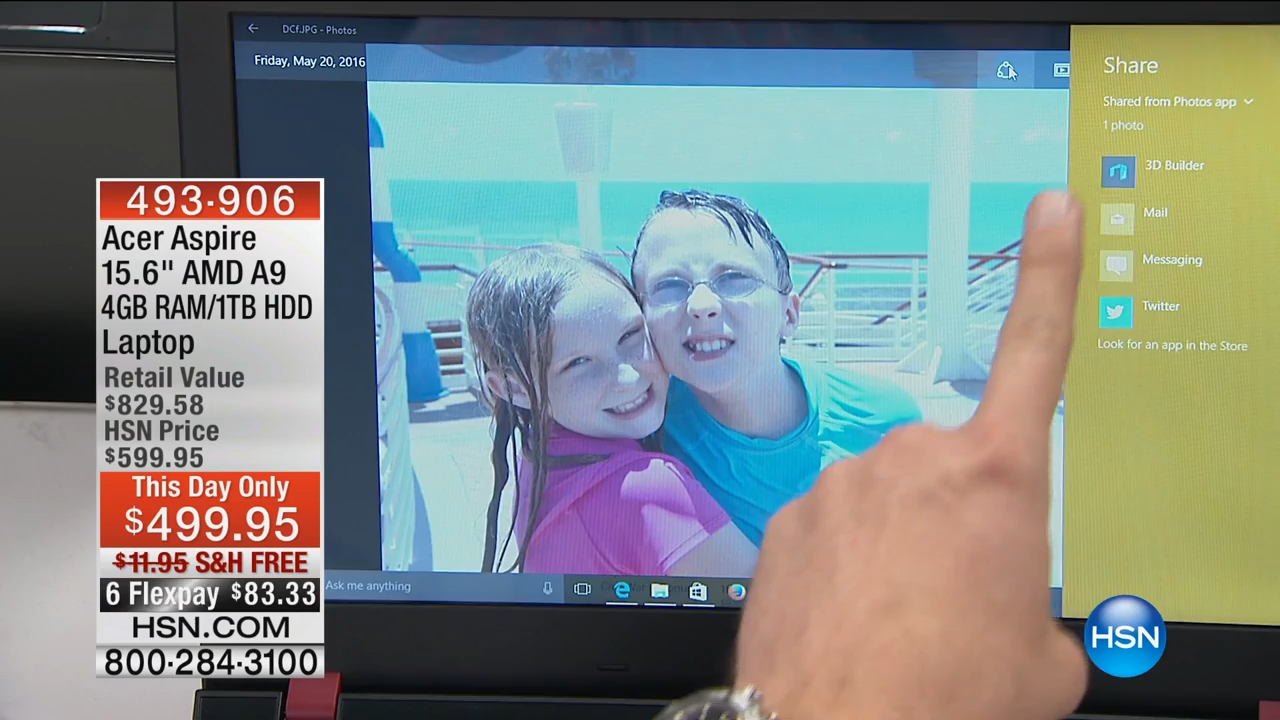 DCf.JPG - Photos
Friday, May 20, 2016
Share
Shared from Photos app
1 photo
3D Builder
Mail
Messaging
Twitter
Look for an app in the Store
Ask me anything
493-906
Acer Aspire
15.6" AMD A9
4GB RAM/1TB HDD
Laptop
Retail Value
$829.58
HSN Price
$599.95
This Day Only
$499.95
$11.95 S&H FREE
6 Flexpay $83.33
HSN.COM
800-284-3100
HSN